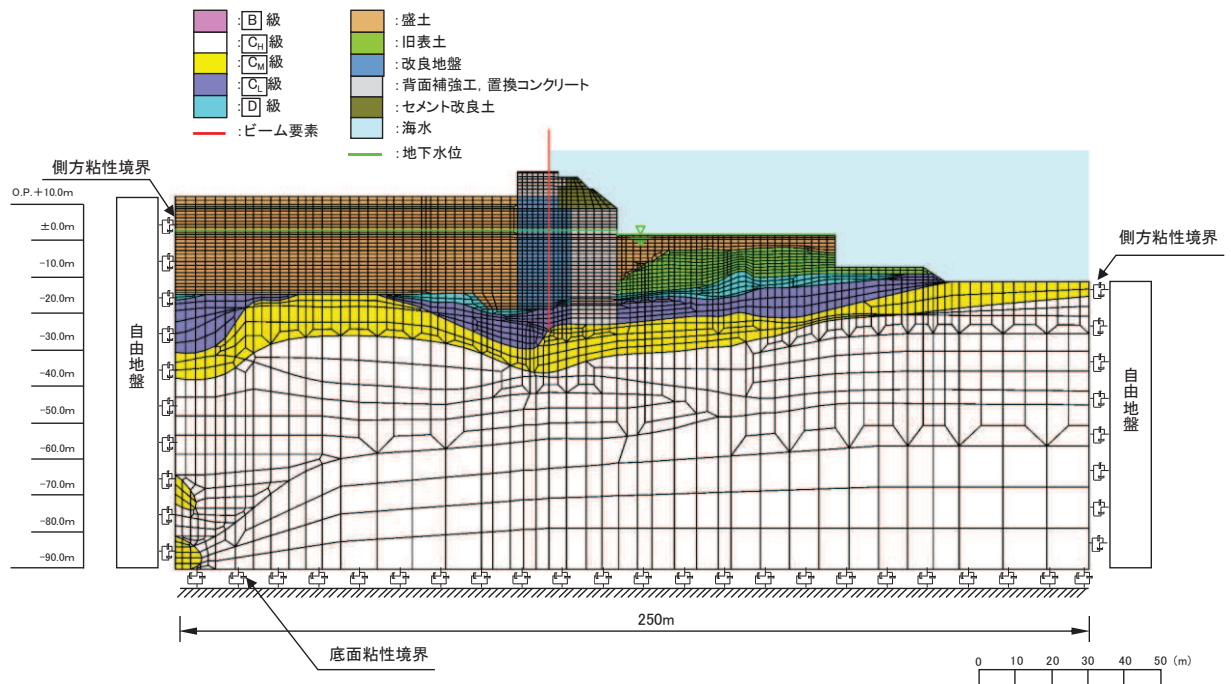 : B 級
: CH 級
: CM 級
: CL 級
: D 級
: ビーム要素
: 盛土
: 旧表土
: 改良地盤
: 背面補強工, 置換コンクリート
: セメント改良土
: 海水
: 地下水位
側方粘性境界
側方粘性境界
O.P.+10.0m
±0.0m
-10.0m
-20.0m
-30.0m
-40.0m
-50.0m
-60.0m
-70.0m
-80.0m
-90.0m
自由地盤
自由地盤
250m
底面粘性境界
0 10 20 30 40 50 (m)